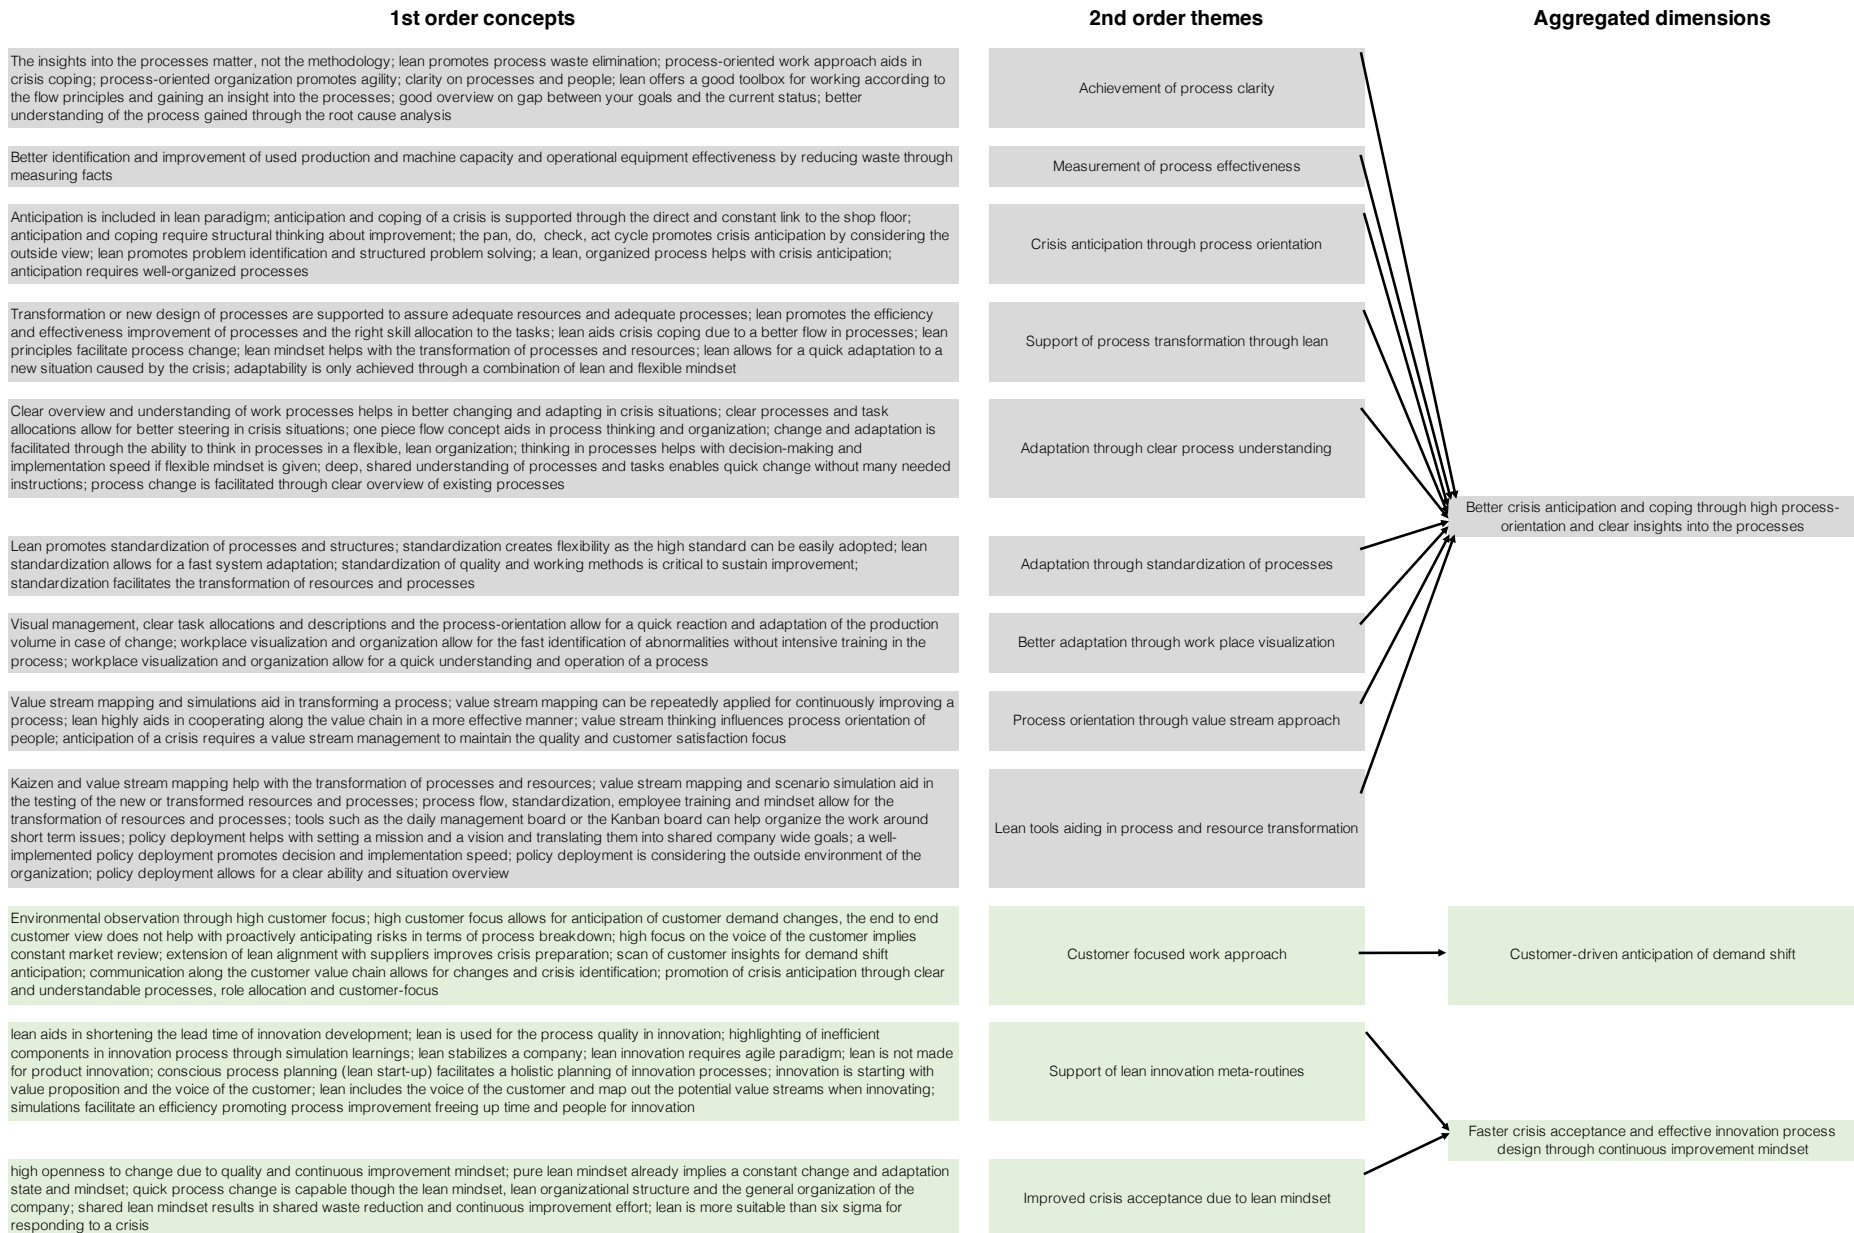 1st order concepts
2nd order themes
Aggregated dimensions
The insights into the processes matter, not the methodology; lean promotes process waste elimination; process-oriented work approach aids in
crisis coping; process-oriented organization promotes agility; clarity on processes and people; lean offers a good toolbox for working according to
the flow principles and gaining an insight into the processes; good overview on gap between your goals and the current status; better
understanding of the process gained through the root cause analysis
Achievement of process clarity
Better identification and improvement of used production and machine capacity and operational equipment effectiveness by reducing waste through
measuring facts
Measurement of process effectiveness
Anticipation is included in lean paradigm; anticipation and coping of a crisis is supported through the direct and constant link to the shop floor;
anticipation and coping require structural thinking about improvement; the pan, do,  check, act cycle promotes crisis anticipation by considering the
outside view; lean promotes problem identification and structured problem solving; a lean, organized process helps with crisis anticipation;
anticipation requires well-organized processes
Crisis anticipation through process orientation
Transformation or new design of processes are supported to assure adequate resources and adequate processes; lean promotes the efficiency
and effectiveness improvement of processes and the right skill allocation to the tasks; lean aids crisis coping due to a better flow in processes; lean
principles facilitate process change; lean mindset helps with the transformation of processes and resources; lean allows for a quick adaptation to a
new situation caused by the crisis; adaptability is only achieved through a combination of lean and flexible mindset
Support of process transformation through lean
Clear overview and understanding of work processes helps in better changing and adapting in crisis situations; clear processes and task
allocations allow for better steering in crisis situations; one piece flow concept aids in process thinking and organization; change and adaptation is
facilitated through the ability to think in processes in a flexible, lean organization; thinking in processes helps with decision-making and
implementation speed if flexible mindset is given; deep, shared understanding of processes and tasks enables quick change without many needed
instructions; process change is facilitated through clear overview of existing processes
Adaptation through clear process understanding
Better crisis anticipation and coping through high process-
orientation and clear insights into the processes
Lean promotes standardization of processes and structures; standardization creates flexibility as the high standard can be easily adopted; lean
standardization allows for a fast system adaptation; standardization of quality and working methods is critical to sustain improvement;
standardization facilitates the transformation of resources and processes
Adaptation through standardization of processes
Visual management, clear task allocations and descriptions and the process-orientation allow for a quick reaction and adaptation of the production
volume in case of change; workplace visualization and organization allow for the fast identification of abnormalities without intensive training in the
process; workplace visualization and organization allow for a quick understanding and operation of a process
Better adaptation through work place visualization
Value stream mapping and simulations aid in transforming a process; value stream mapping can be repeatedly applied for continuously improving a
process; lean highly aids in cooperating along the value chain in a more effective manner; value stream thinking influences process orientation of
people; anticipation of a crisis requires a value stream management to maintain the quality and customer satisfaction focus
Process orientation through value stream approach
Kaizen and value stream mapping help with the transformation of processes and resources; value stream mapping and scenario simulation aid in
the testing of the new or transformed resources and processes; process flow, standardization, employee training and mindset allow for the
transformation of resources and processes; tools such as the daily management board or the Kanban board can help organize the work around
short term issues; policy deployment helps with setting a mission and a vision and translating them into shared company wide goals; a well-
implemented policy deployment promotes decision and implementation speed; policy deployment is considering the outside environment of the
organization; policy deployment allows for a clear ability and situation overview
Lean tools aiding in process and resource transformation
Environmental observation through high customer focus; high customer focus allows for anticipation of customer demand changes, the end to end
customer view does not help with proactively anticipating risks in terms of process breakdown; high focus on the voice of the customer implies
constant market review; extension of lean alignment with suppliers improves crisis preparation; scan of customer insights for demand shift
anticipation; communication along the customer value chain allows for changes and crisis identification; promotion of crisis anticipation through clear
and understandable processes, role allocation and customer-focus
Customer focused work approach
Customer-driven anticipation of demand shift
lean aids in shortening the lead time of innovation development; lean is used for the process quality in innovation; highlighting of inefficient
components in innovation process through simulation learnings; lean stabilizes a company; lean innovation requires agile paradigm; lean is not made
for product innovation; conscious process planning (lean start-up) facilitates a holistic planning of innovation processes; innovation is starting with
value proposition and the voice of the customer; lean includes the voice of the customer and map out the potential value streams when innovating;
simulations facilitate an efficiency promoting process improvement freeing up time and people for innovation
Support of lean innovation meta-routines
Faster crisis acceptance and effective innovation process
design through continuous improvement mindset
high openness to change due to quality and continuous improvement mindset; pure lean mindset already implies a constant change and adaptation
state and mindset; quick process change is capable though the lean mindset, lean organizational structure and the general organization of the
company; shared lean mindset results in shared waste reduction and continuous improvement effort; lean is more suitable than six sigma for
responding to a crisis
Improved crisis acceptance due to lean mindset